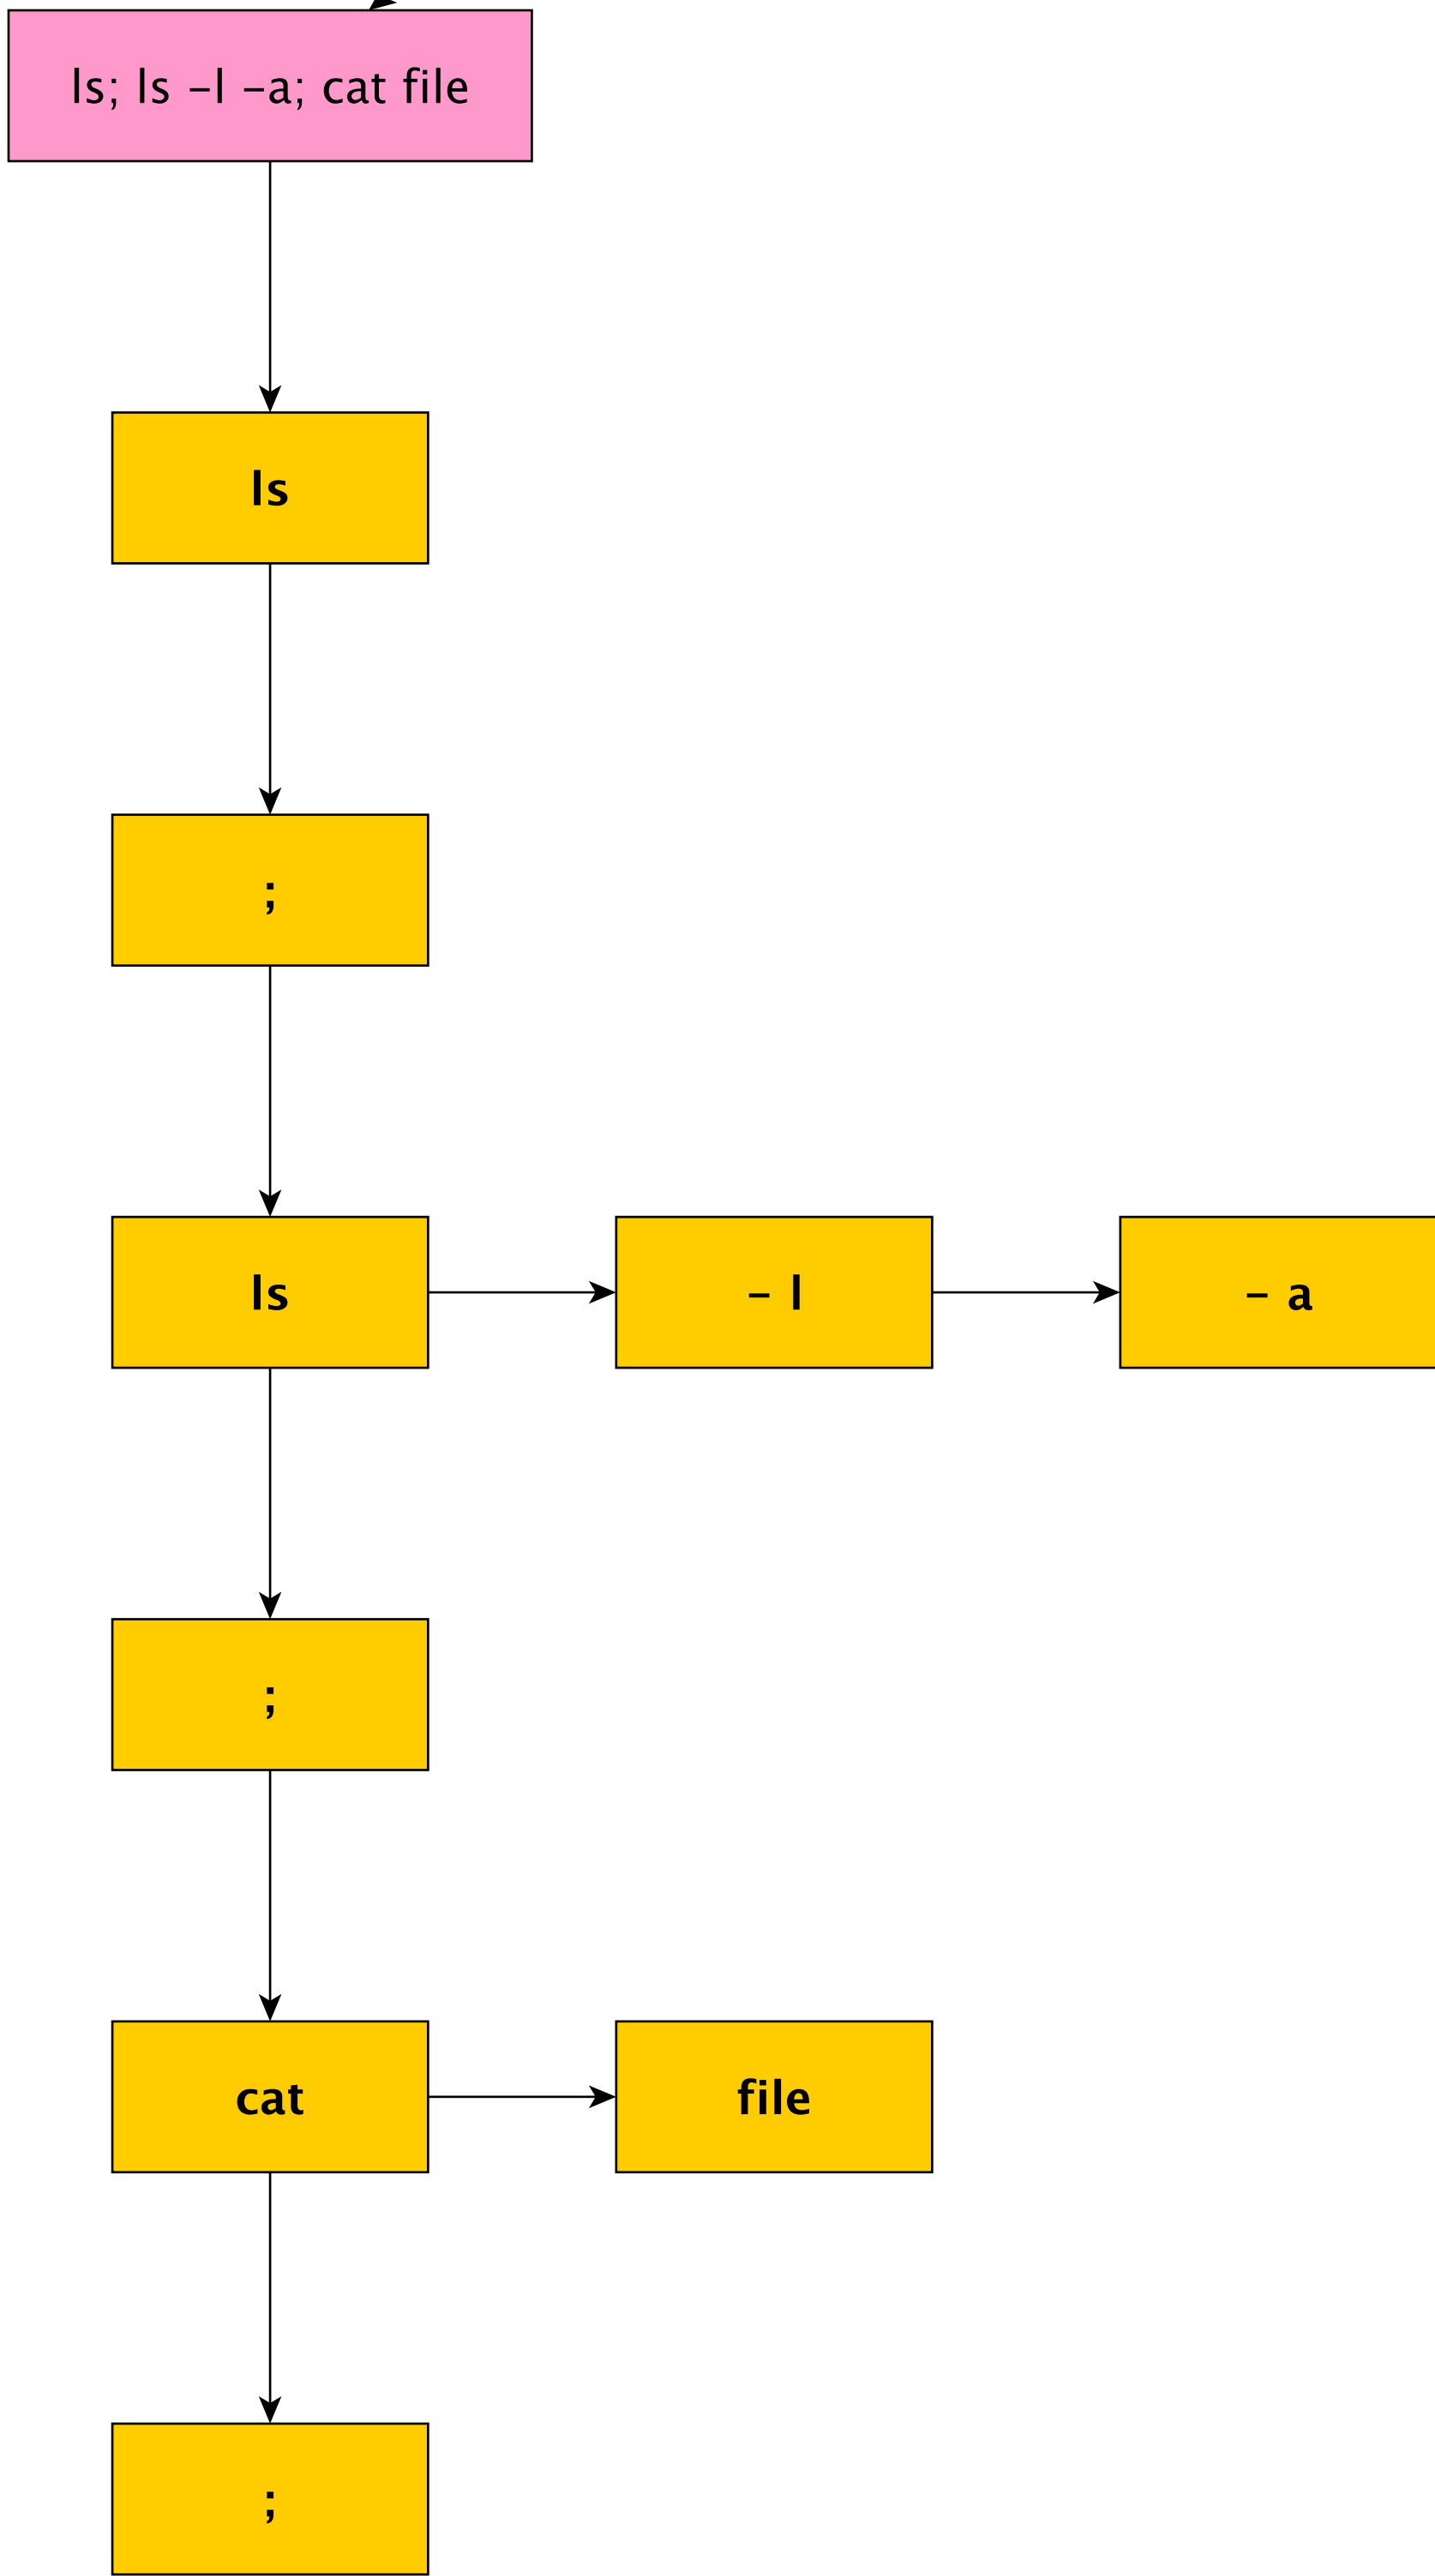 ls; ls -l -a; cat file
ls
;
ls
- l
- a
;
cat
file
;